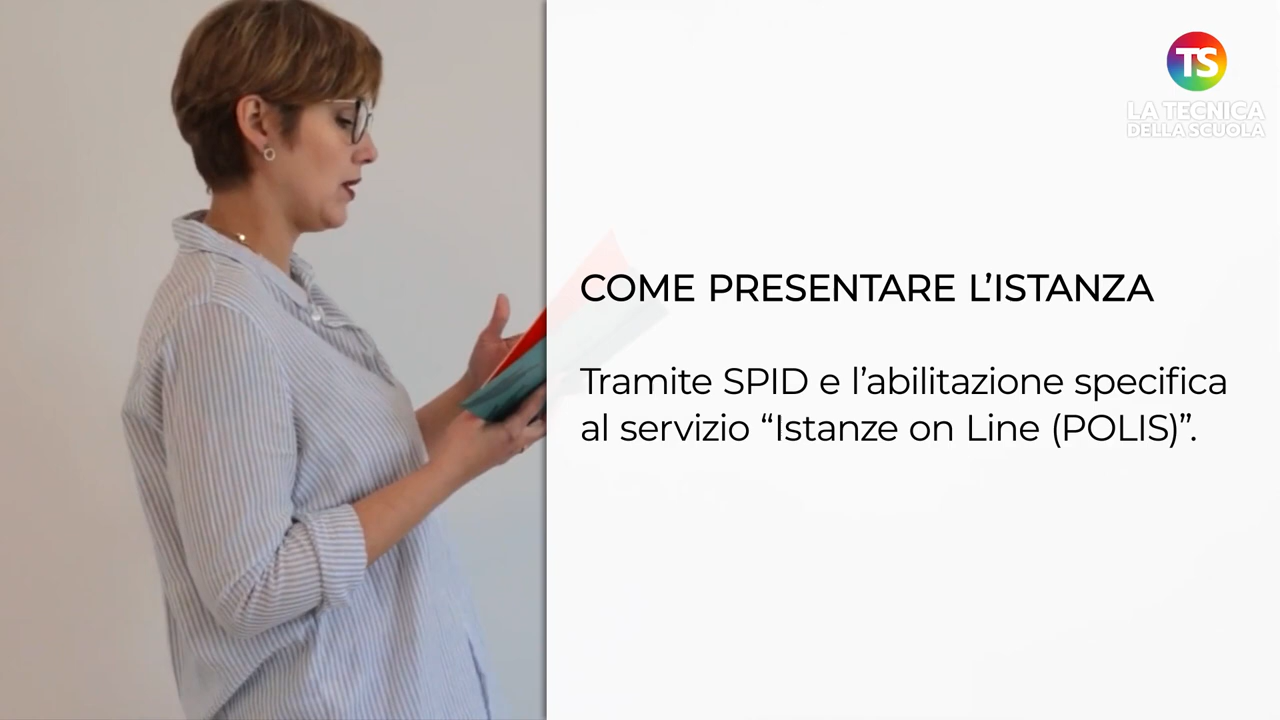 TS
LA TECNICA
DELLA SCUOLA
COME PRESENTARE L’ISTANZA
Tramite SPID e l’abilitazione specifica
al servizio “Istanze on Line (POLIS)”.